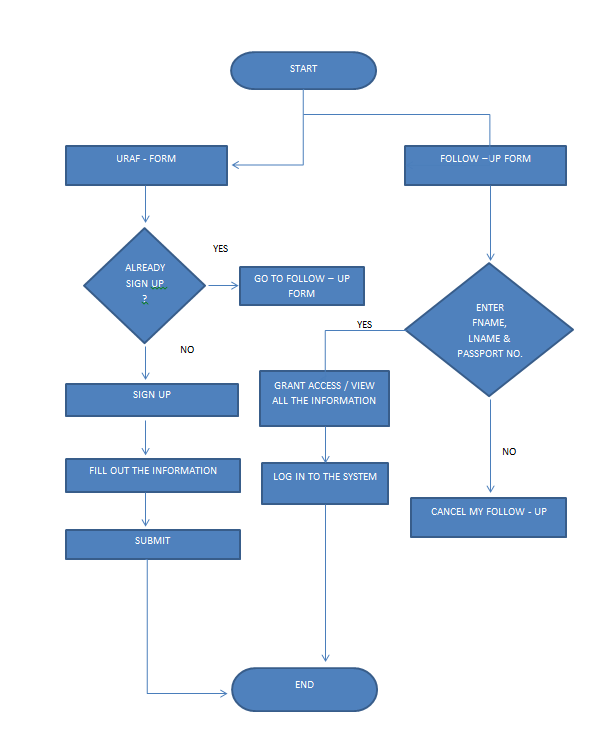 START
URAF - FORM
FOLLOW –UP FORM
YES
ALREADY
SIGN UP
?
GO TO FOLLOW – UP
FORM
ENTER
FNAME,
LNAME &
PASSPORT NO.
YES
NO
GRANT ACCESS / VIEW
ALL THE INFORMATION
SIGN UP
NO
FILL OUT THE INFORMATION
LOG IN TO THE SYSTEM
CANCEL MY FOLLOW - UP
SUBMIT
END